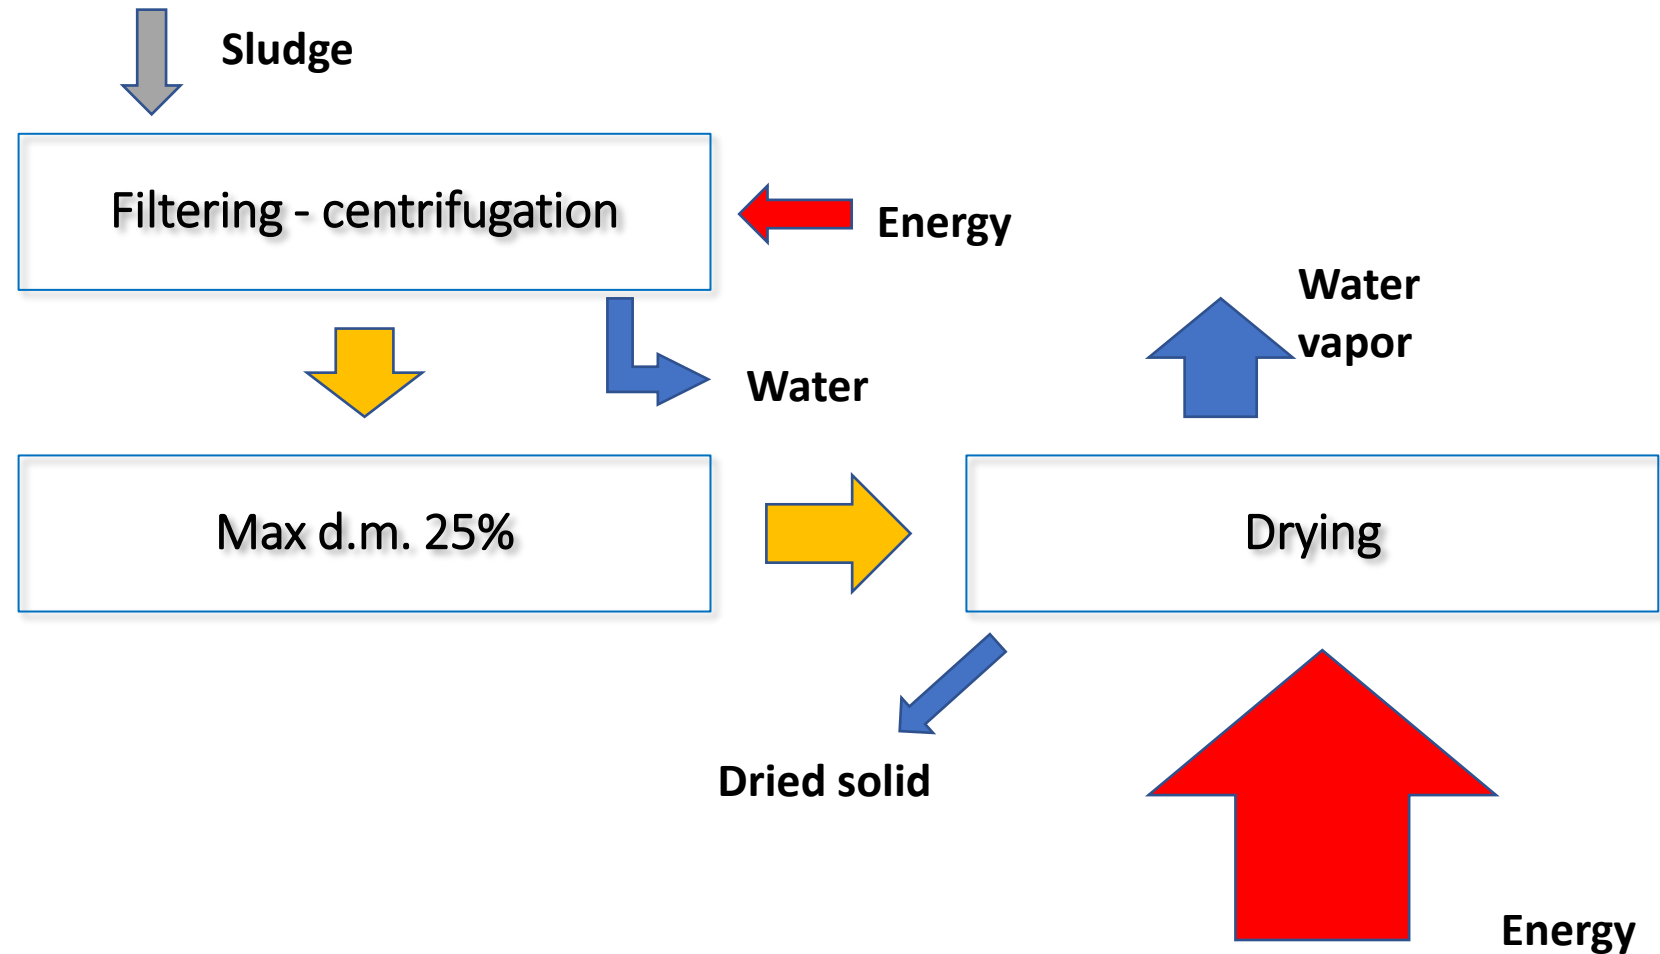 Sludge
Filtering - centrifugation
Energy
Water
vapor
Water
Max d.m. 25%
Drying
Dried solid
Energy